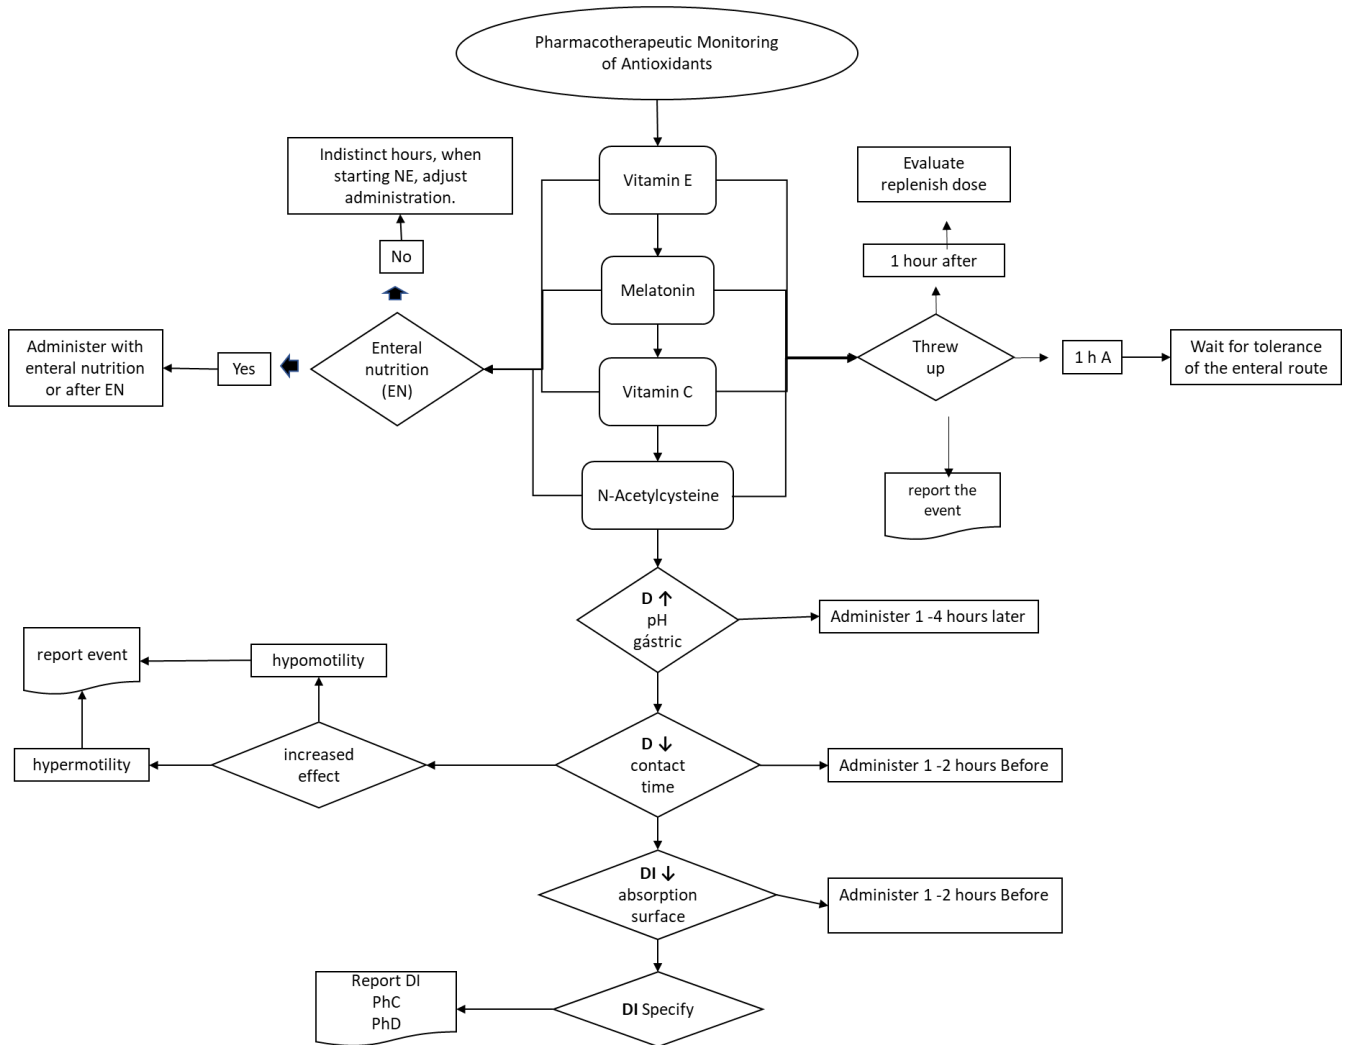 Pharmacotherapeutic Monitoring
of Antioxidants
Indistinct hours, when
starting NE, adjust
administration.
No
Vitamin E
Evaluate
replenish dose
1 hour after
Melatonin
Administer with
enteral nutrition
or after EN
Yes
Enteral
nutrition
(EN)
Vitamin C
Threw
up
1 h A
Wait for tolerance
of the enteral route
N-Acetylcysteine
report the
event
D ↑
pH
gástric
Administer 1 -4 hours later
report event
hypomotility
hypermotility
increased
effect
D ↓
contact
time
Administer 1 -2 hours Before
DI ↓
absorption
surface
Administer 1 -2 hours Before
Report DI
PhC
PhD
DI Specify